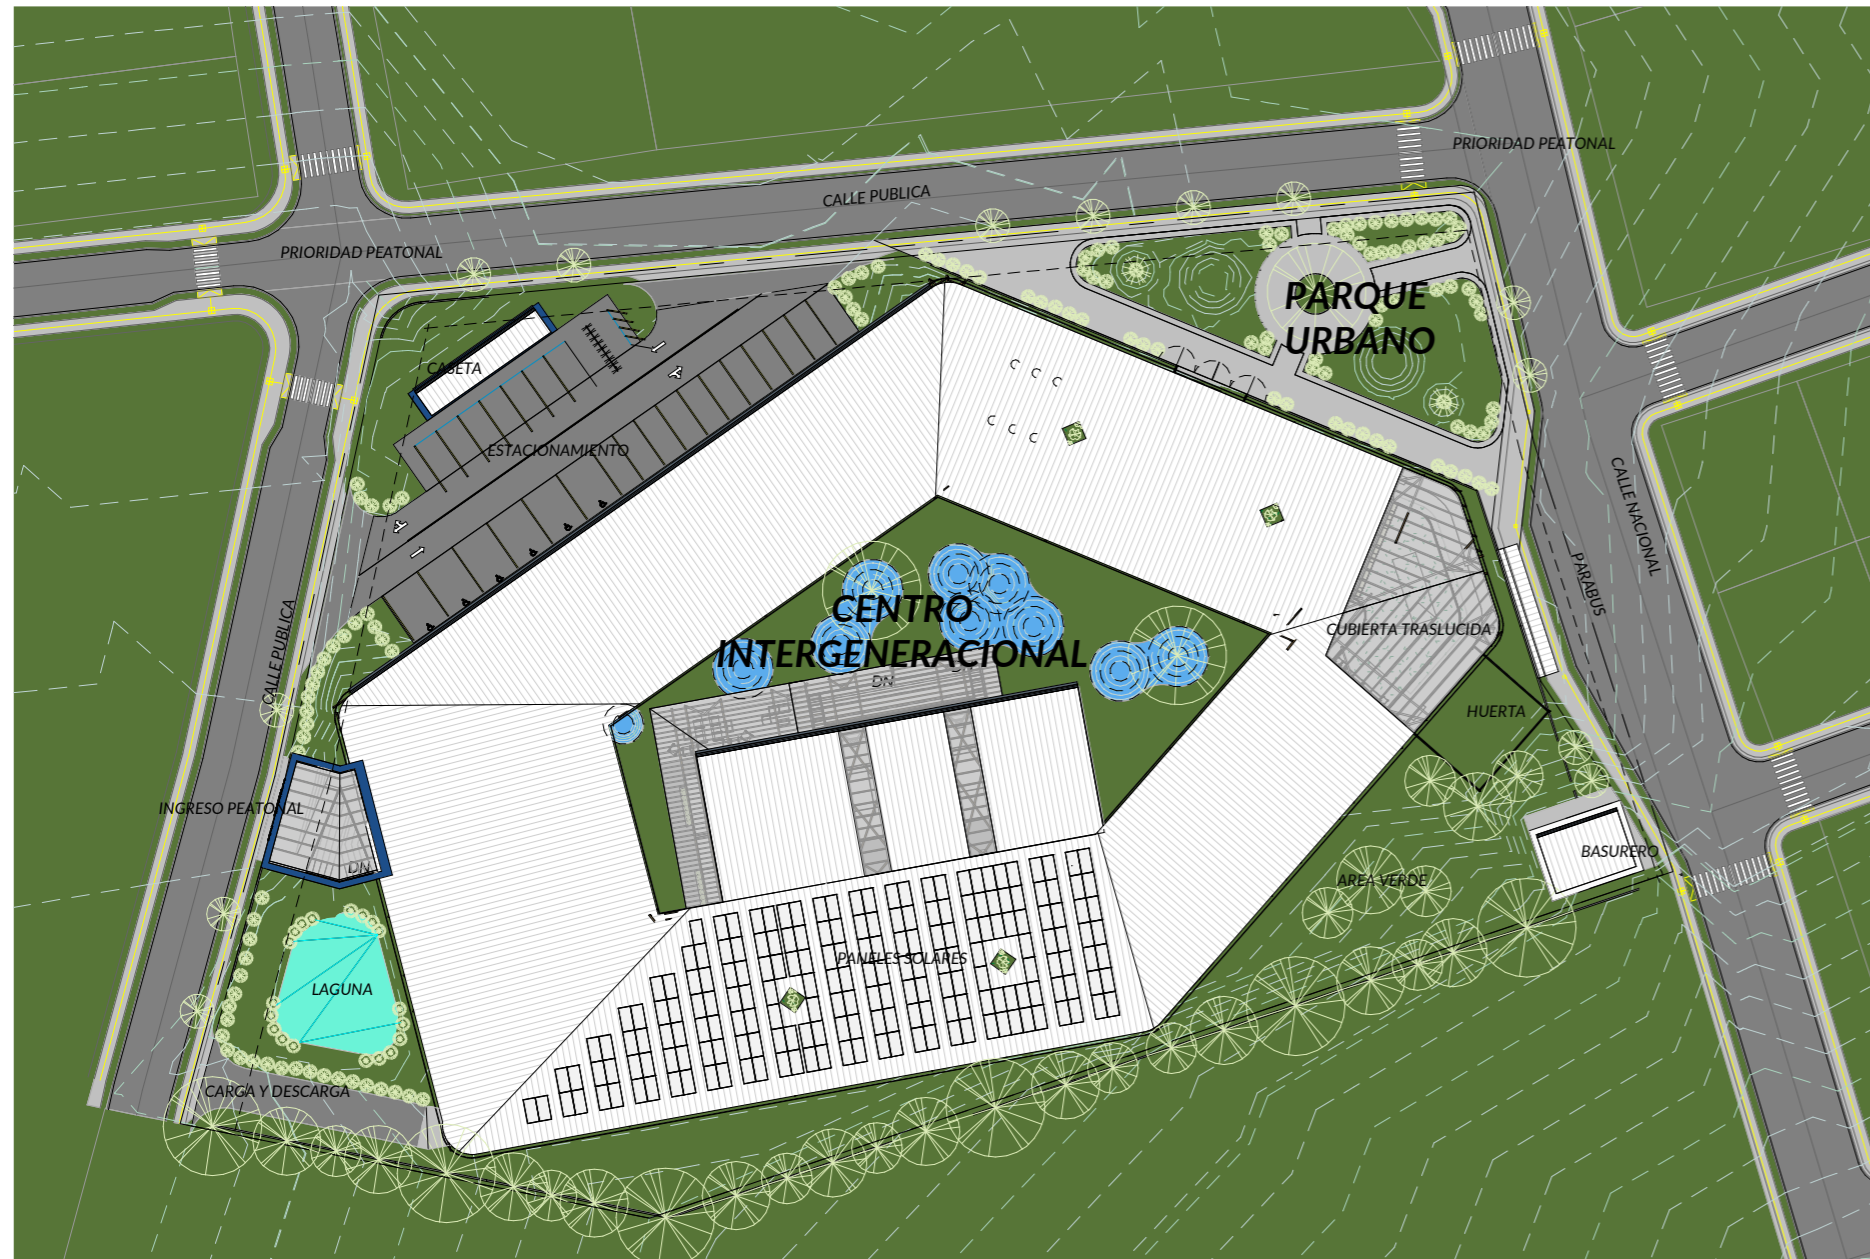 PRIORIDAD PEATONAL
CALLE PUBLICA
PRIORIDAD PEATONAL
PARQUE
URBANO
CASETA
ESTACIONAMIENTO
CALLE NACIONAL
PARABUS
CENTRO
INTERGENERACIONAL
CUBIERTA TRASLUCIDA
CALLE PUBLICA
DN
HUERTA
INGRESO PEATONAL
BASURERO
DN
AREA VERDE
PANELES SOLARES
LAGUNA
CARGA Y DESCARGA